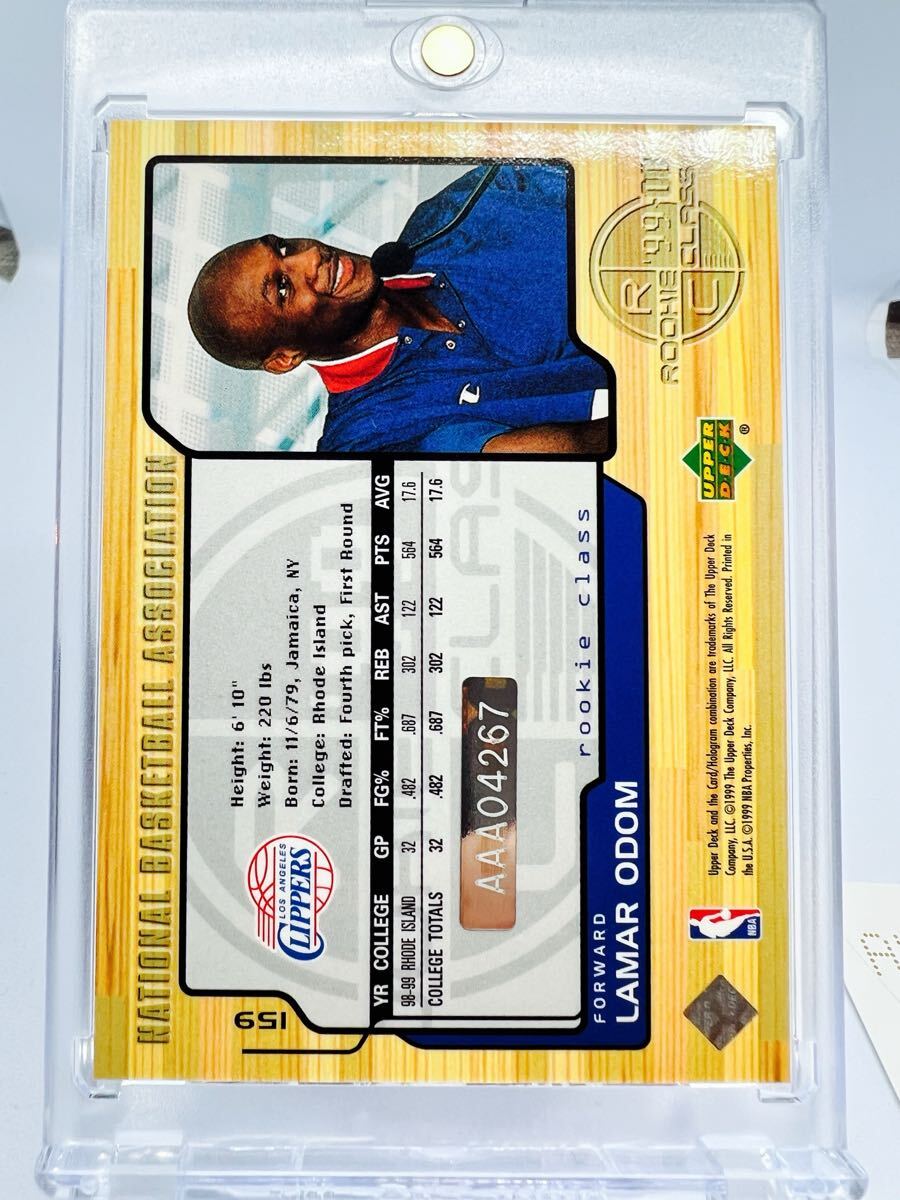 NATIONAL BASKETBALL ASSOCIATION
159
LOS ANGELES
CLIPPERS
Height: 6' 10"
Weight: 220 lbs
Born: 11/6/79, Jamaica, NY
College: Rhode Island
Drafted: Fourth pick, First Round
YR COLLEGE GP FG% FT% REB AST PTS AVG
98-99 RHODE ISLAND 32 .482 .687 302 122 564 17.6
COLLEGE TOTALS 32 .482 .687 302 122 564 17.6
AAA04267
rookie class
FORWARD
LAMAR ODOM
R '99-00
ROOKIE CLASS
C
NBA
UPPER
DECK®
Upper Deck and the Card/Hologram combination are trademarks of The Upper Deck
Company, LLC. ©1999 The Upper Deck Company, LLC. All Rights Reserved. Printed in
the U.S.A. ©1999 NBA Properties, Inc.